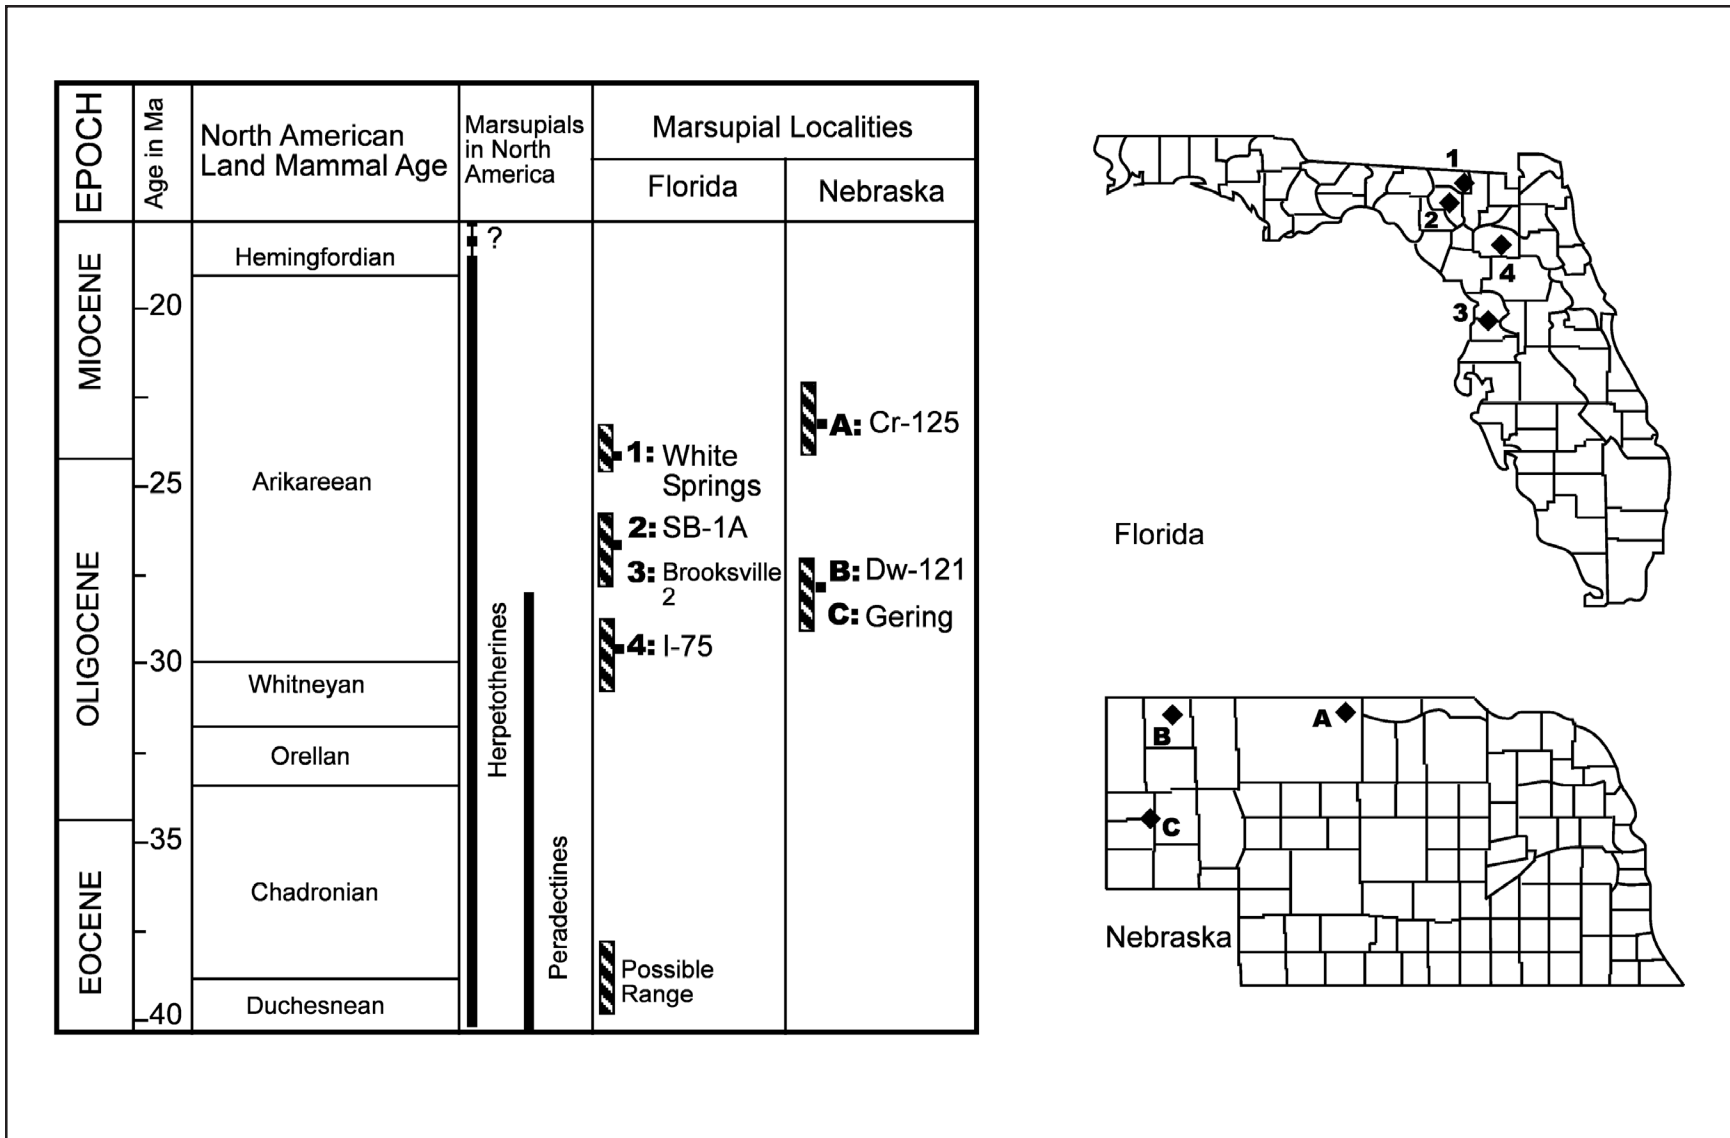 EPOCH
Age in Ma
North American
Land Mammal Age
Marsupials
in North
America
Marsupial Localities
Florida
Nebraska
MIOCENE
OLIGOCENE
EOCENE
20
25
30
35
40
Hemingfordian
Arikareean
Whitneyan
Orellan
Chadronian
Duchesnean
?
Herpetotherines
Peradectines
1: White
Springs
2: SB-1A
3: Brooksville
2
4: I-75
Possible
Range
A: Cr-125
B: Dw-121
C: Gering
1
2
4
3
Florida
A
B
C
Nebraska